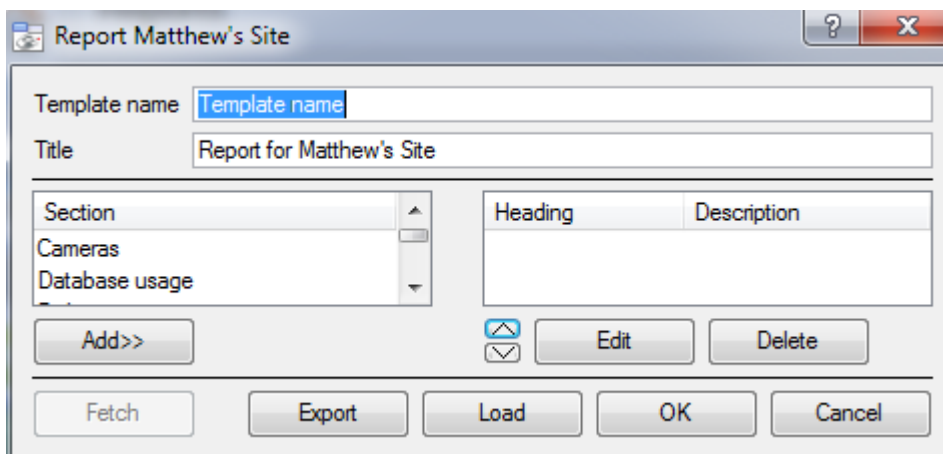 Report Matthew's Site
Template name Template name
Title Report for Matthew's Site
Section Heading Description
Cameras
Database usage
Add>> Edit Delete
Fetch Export Load OK Cancel